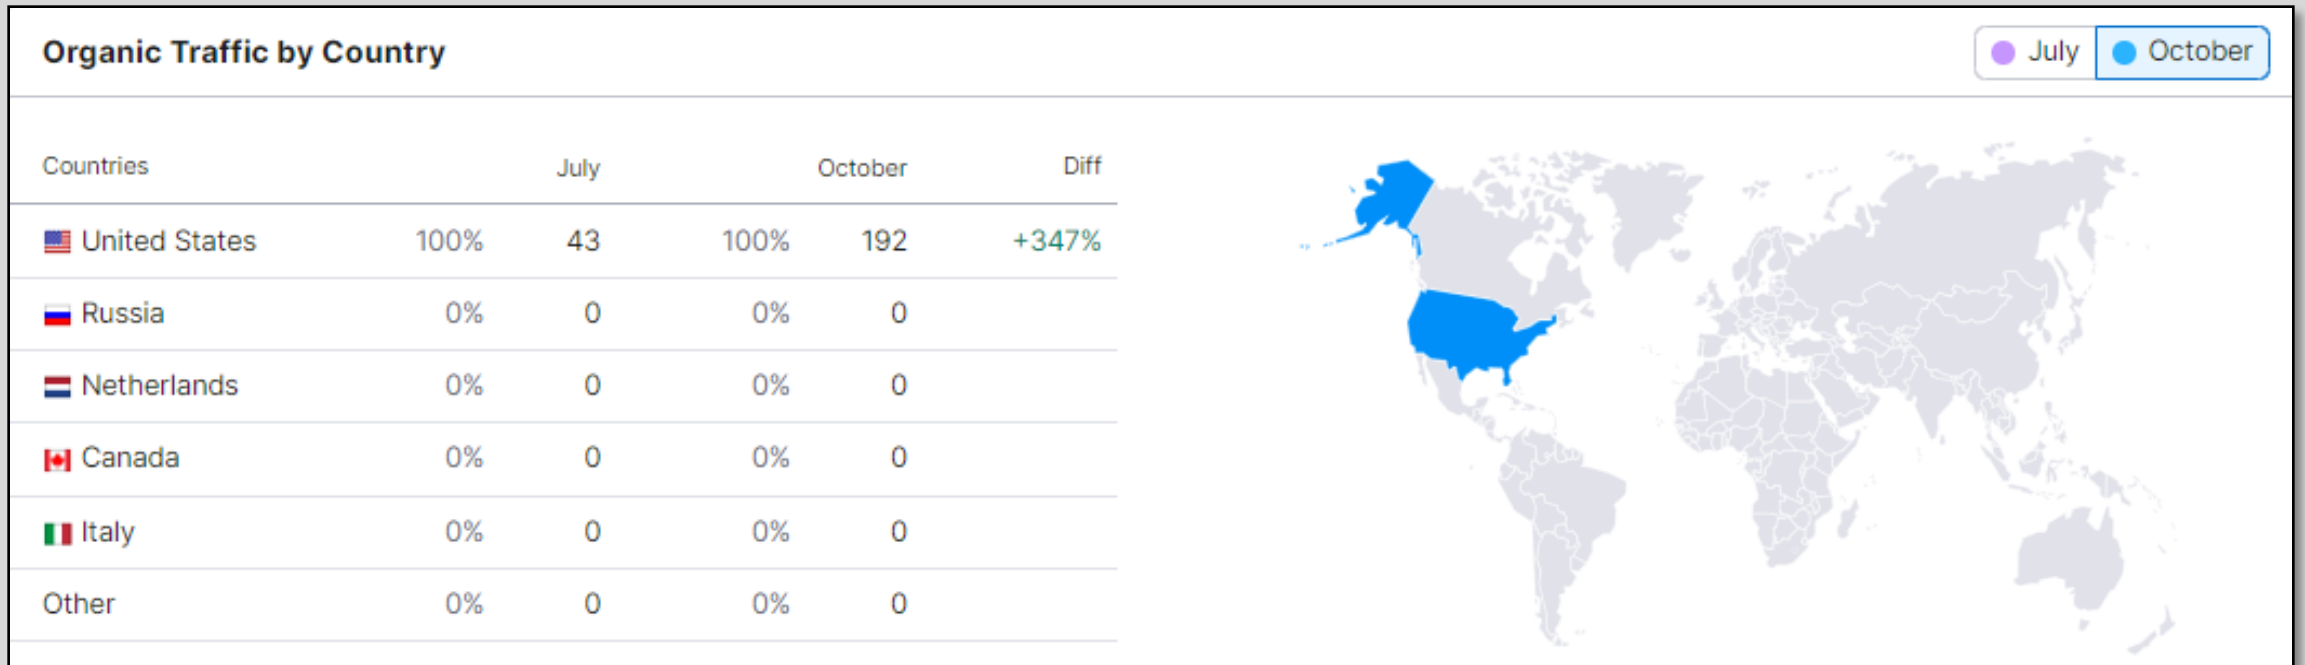 Organic Traffic by Country
July October
Countries July October Diff
United States 100% 43 100% 192 +347%
Russia 0% 0 0% 0
Netherlands 0% 0 0% 0
Canada 0% 0 0% 0
Italy 0% 0 0% 0
Other 0% 0 0% 0